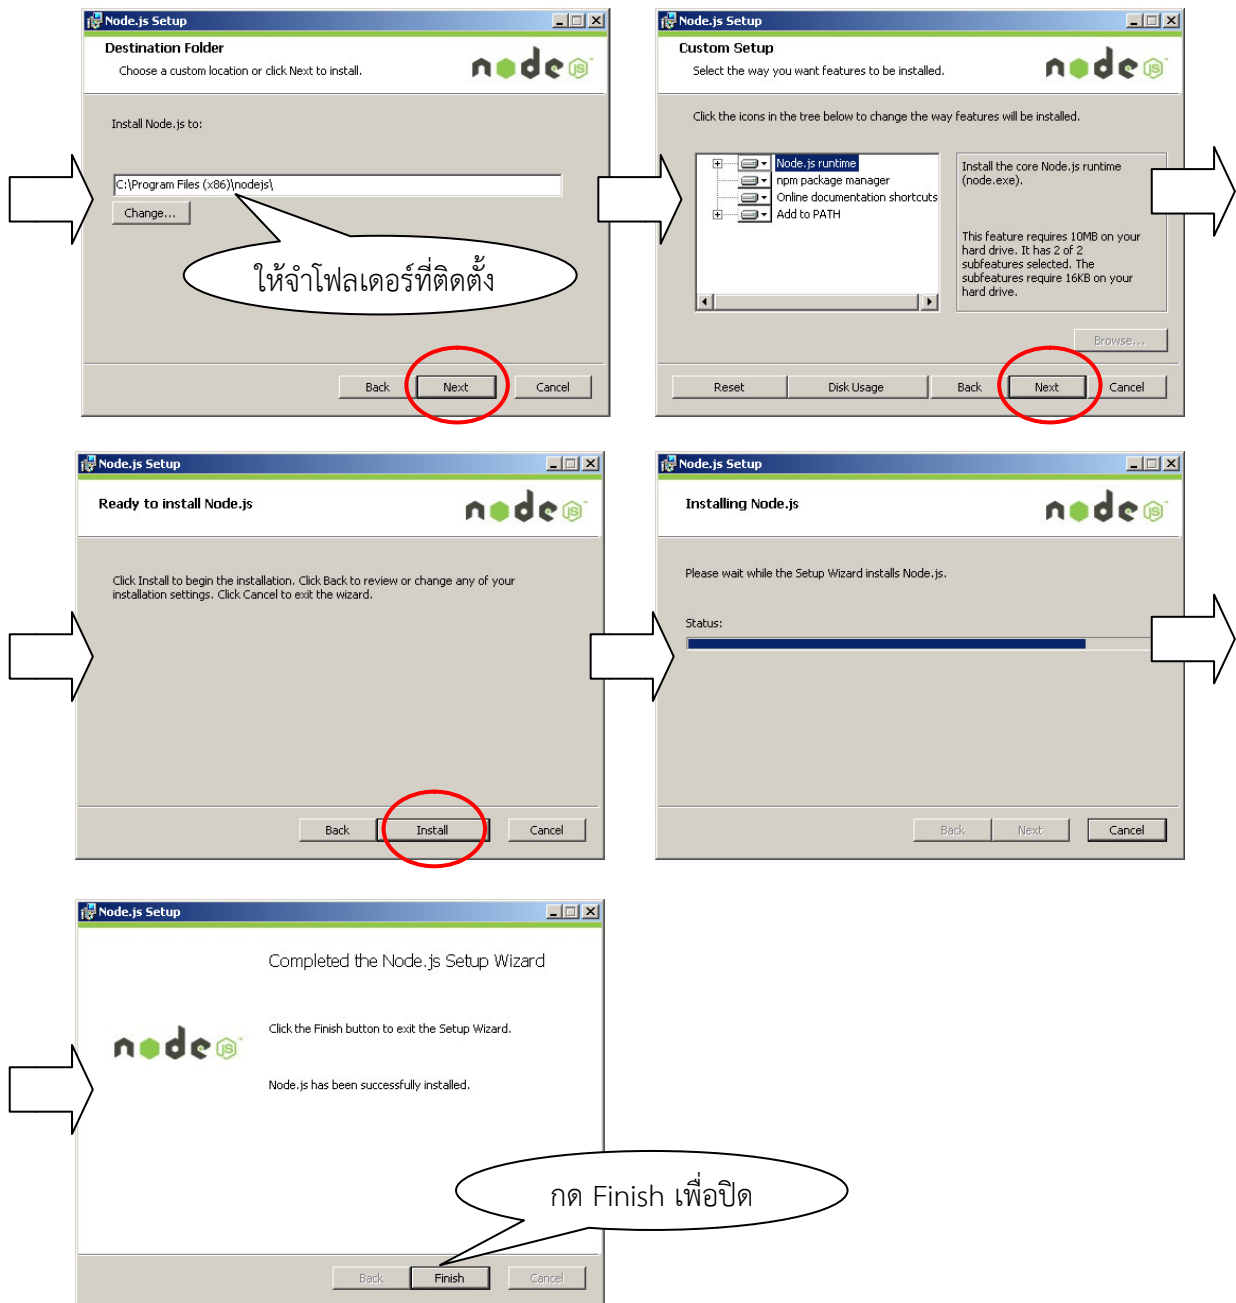 Node.js Setup
Destination Folder
Choose a custom location or click Next to install.
node JS
Install Node.js to:
C:\Program Files (x86)\nodejs\
Change...
ให้จำโฟลเดอร์ที่ติดตั้ง
Back Next Cancel
Node.js Setup
Custom Setup
Select the way you want features to be installed.
node JS
Click the icons in the tree below to change the way features will be installed.
Node.js runtime
npm package manager
Online documentation shortcuts
Add to PATH
Install the core Node.js runtime
(node.exe).
This feature requires 10MB on your
hard drive. It has 2 of 2
subfeatures selected. The
subfeatures require 16KB on your
hard drive.
Browse...
Reset Disk Usage Back Next Cancel
Node.js Setup
Ready to install Node.js
node JS
Click Install to begin the installation. Click Back to review or change any of your
installation settings. Click Cancel to exit the wizard.
Back Install Cancel
Node.js Setup
Installing Node.js
node JS
Please wait while the Setup Wizard installs Node.js.
Status:
Back Next Cancel
Node.js Setup
Completed the Node.js Setup Wizard
node JS
Click the Finish button to exit the Setup Wizard.
Node.js has been successfully installed.
กด Finish เพื่อปิด
Back Finish Cancel